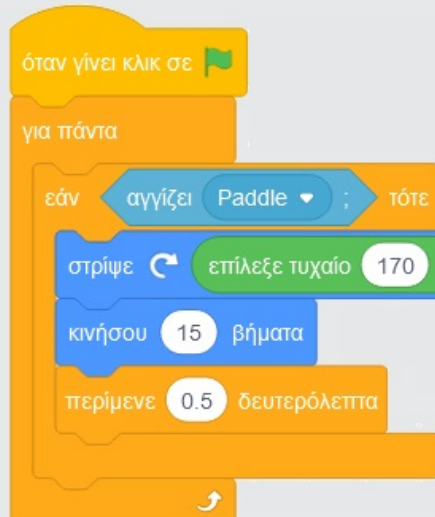 όταν γίνει κλικ σε
για πάντα
εάν αγγίζει Paddle ; τότε
στρίψε επίλεξε τυχαίο 170
κινήσου 15 βήματα
περίμενε 0.5 δευτερόλεπτα